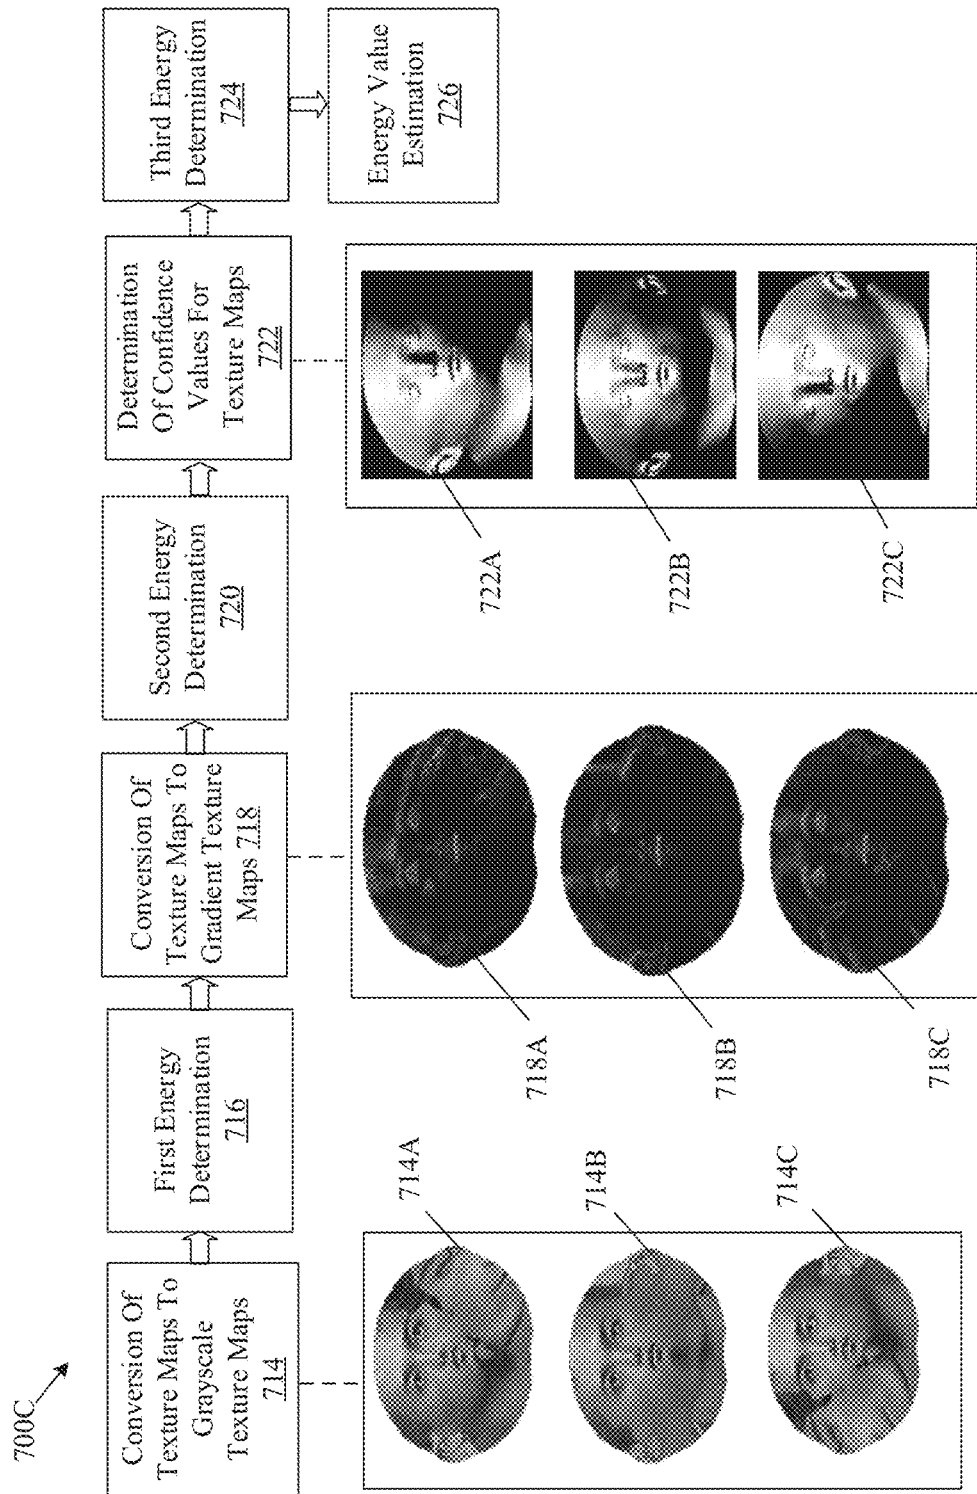 700C
Conversion Of
Texture Maps To
Grayscale
Texture Maps
714
First Energy
Determination
716
Conversion Of
Texture Maps To
Gradient Texture
Maps 718
Second Energy
Determination
720
Determination
Of Confidence
Values For
Texture Maps
722
Third Energy
Determination
724
Energy Value
Estimation
726
714A
714B
714C
718A
718B
718C
722A
722B
722C